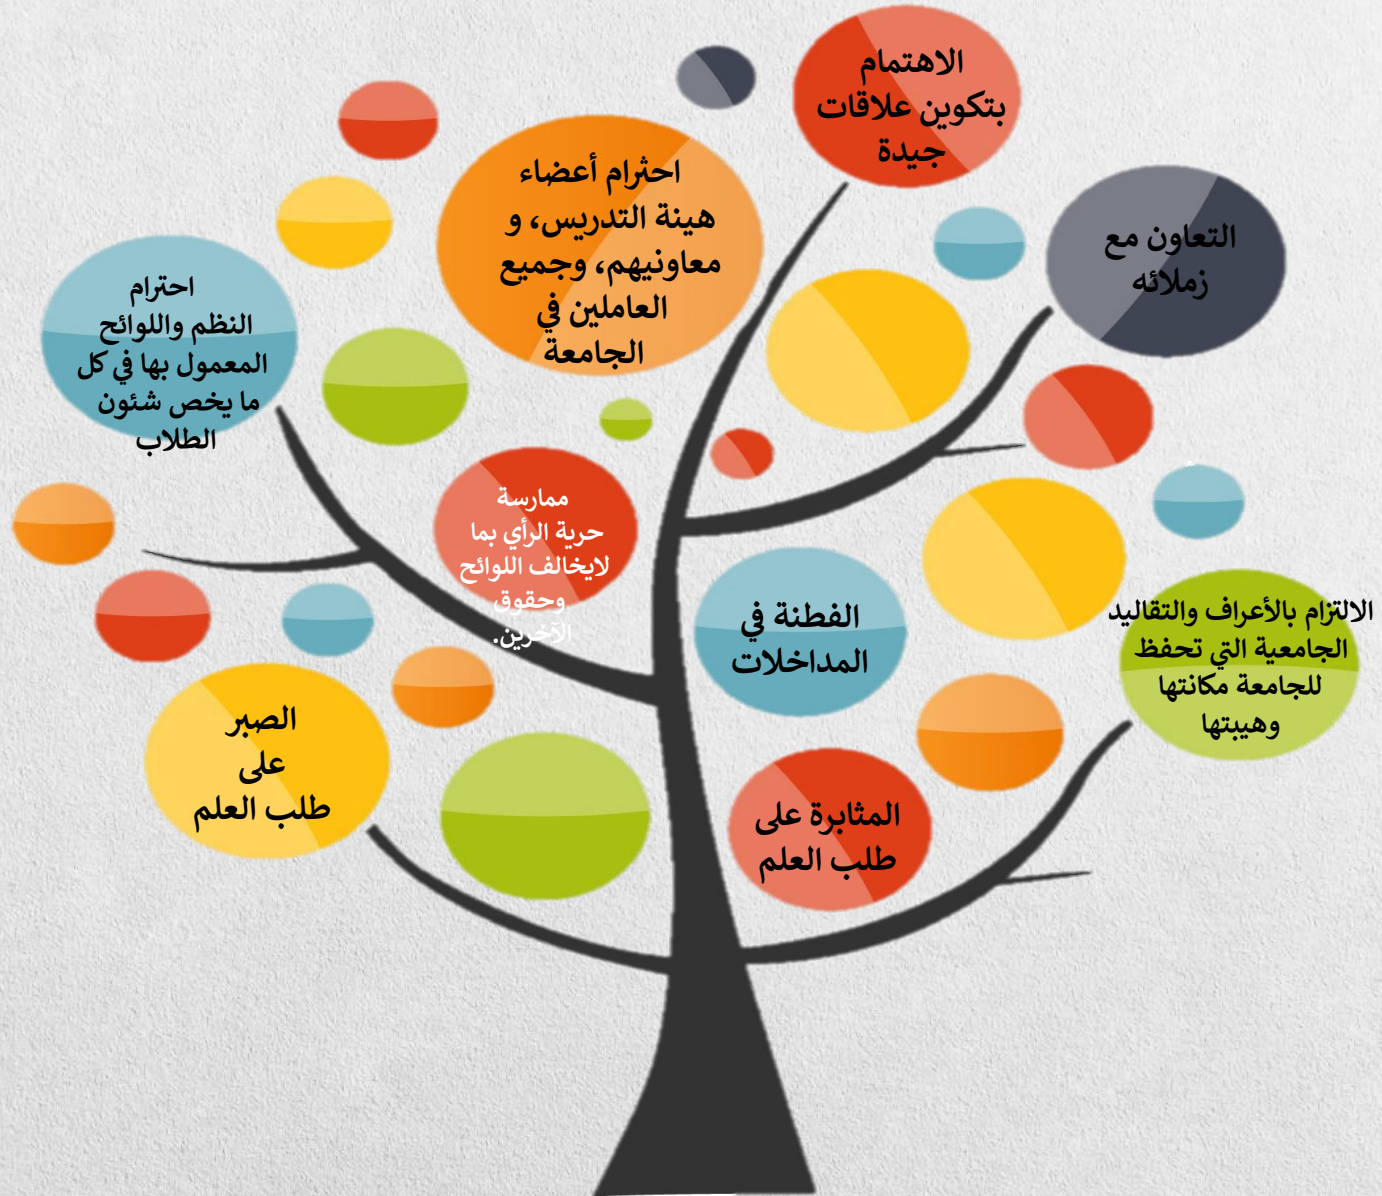 الاهتمام
بتكوين علاقات
جيدة
احثرام أعضاء
هينة التدريس، و
معاونيهم، وجميع
العاملين في
الجامعة
التعاون مع
زملائه
احترام
النظم واللوائح
المعمول بها في كل
ما يخص شئون
الطلاب
ممارسة
حرية الرأي بما
لايخالف اللوائح
وحقوق
الآخرين.
الفطنة في
المداخلات
الالتزام بالأعراف والتقاليد
الجامعية التي تحفظ
للجامعة مكانتها
وهيبتها
الصبر
على
طلب العلم
المثابرة على
طلب العلم